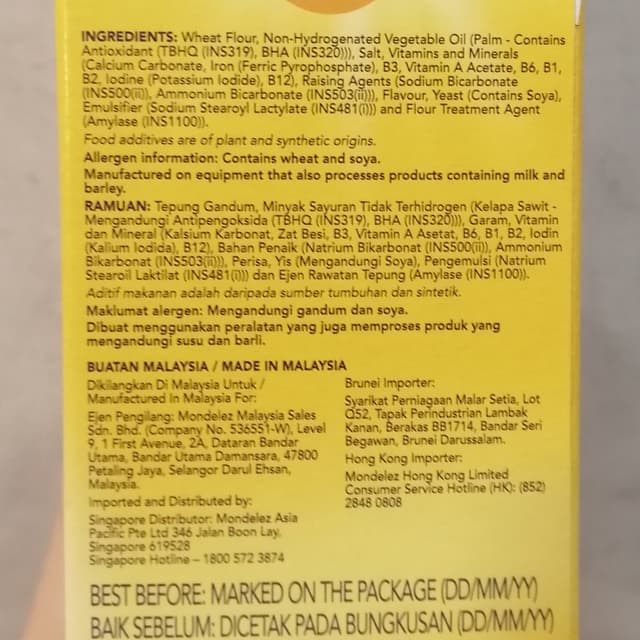 INGREDIENTS: Wheat Flour, Non-Hydrogenated Vegetable Oil (Palm - Contains
Antioxidant (TBHQ (INS319), BHA (INS320))), Salt, Vitamins and Minerals
(Calcium Carbonate, Iron (Ferric Pyrophosphate), B3, Vitamin A Acetate, B6, B1,
B2, Iodine (Potassium Iodide), B12), Raising Agents (Sodium Bicarbonate
(INS500(ii)), Ammonium Bicarbonate (INS503(ii))), Flavour, Yeast (Contains Soya),
Emulsifier (Sodium Stearoyl Lactylate (INS481(i))) and Flour Treatment Agent
(Amylase (INS1100)).
Food additives are of plant and synthetic origins.
Allergen information: Contains wheat and soya.
Manufactured on equipment that also processes products containing milk and
barley.
RAMUAN: Tepung Gandum, Minyak Sayuran Tidak Terhidrogen (Kelapa Sawit -
Mengandungi Antipengoksida (TBHQ (INS319), BHA (INS320))), Garam, Vitamin
dan Mineral (Kalsium Karbonat, Zat Besi, B3, Vitamin A Asetat, B6, B1, B2, Iodin
(Kalium Iodida), B12), Bahan Penaik (Natrium Bikarbonat (INS500(ii)), Ammonium
Bikarbonat (INS503(ii))), Perisa, Yis (Mengandungi Soya), Pengemulsi (Natrium
Stearoil Laktilat (INS481(i))) dan Ejen Rawatan Tepung (Amylase (INS1100)).
Aditif makanan adalah daripada sumber tumbuhan dan sintetik.
Maklumat alergen: Mengandungi gandum dan soya.
Dibuat menggunakan peralatan yang juga memproses produk yang
mengandungi susu dan barli.
BUATAN MALAYSIA / MADE IN MALAYSIA
Dikilangkan Di Malaysia Untuk /
Manufactured In Malaysia For:
Ejen Pengilang: Mondelez Malaysia Sales
Sdn. Bhd. (Company No. 536551-W), Level
9, 1 First Avenue, 2A, Dataran Bandar
Utama, Bandar Utama Damansara, 47800
Petaling Jaya, Selangor Darul Ehsan,
Malaysia.
Imported and Distributed by:
Singapore Distributor: Mondelez Asia
Pacific Pte Ltd 346 Jalan Boon Lay,
Singapore 619528
Singapore Hotline – 1800 572 3874
Brunei Importer:
Syarikat Perniagaan Malar Setia, Lot
Q52, Tapak Perindustrian Lambak
Kanan, Berakas BB1714, Bandar Seri
Begawan, Brunei Darussalam.
Hong Kong Importer:
Mondelez Hong Kong Limited
Consumer Service Hotline (HK): (852)
2848 0808
BEST BEFORE: MARKED ON THE PACKAGE (DD/MM/YY)
BAIK SEBELUM: DICETAK PADA BUNGKUSAN (DD/MM/YY)